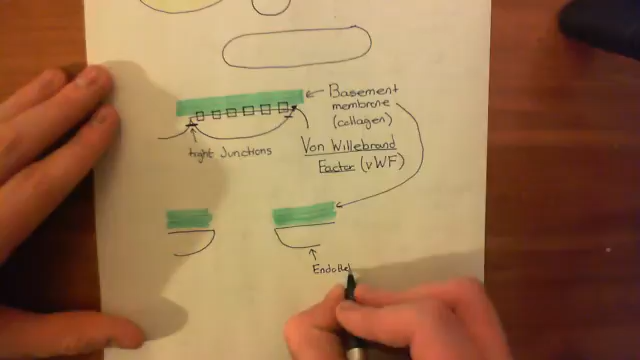 Basement
membrane
(collagen)
tight Junctions
Von Willebrand
Factor (vWF)
Endothel